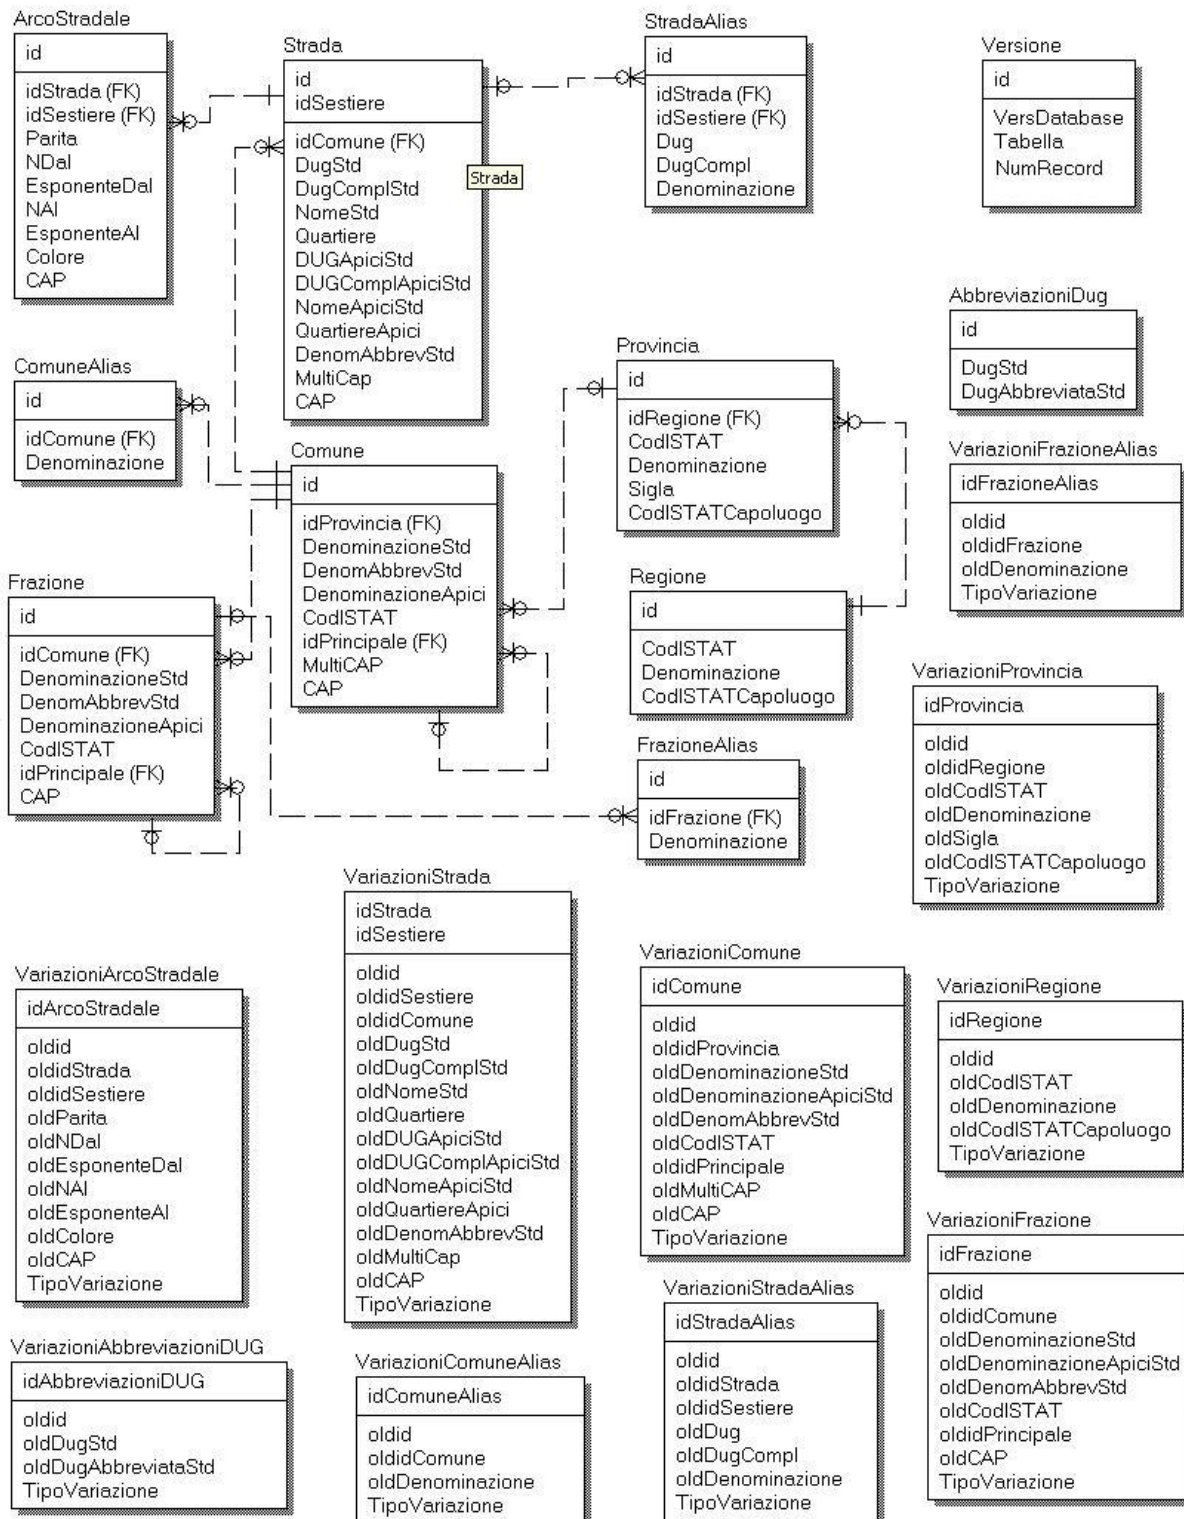 ArcoStradale
id
idStrada (FK)
idSestiere (FK)
Parita
NDal
EsponenteDal
NAl
EsponenteAl
Colore
CAP
Strada
id
idSestiere
idComune (FK)
DugStd
DugComplStd
NomeStd
Quartiere
DUGApiciStd
DUGComplApiciStd
NomeApiciStd
QuartiereApici
DenomAbbrevStd
MultiCap
CAP
Strada
StradaAlias
id
idStrada (FK)
idSestiere (FK)
Dug
DugCompl
Denominazione
Versione
id
VersDatabase
Tabella
NumRecord
AbbreviazioniDug
id
DugStd
DugAbbreviataStd
ComuneAlias
id
idComune (FK)
Denominazione
Comune
id
idProvincia (FK)
DenominazioneStd
DenomAbbrevStd
DenominazioneApici
CodISTAT
idPrincipale (FK)
MultiCAP
CAP
Provincia
id
idRegione (FK)
CodISTAT
Denominazione
Sigla
CodISTATCapoluogo
VariazioniFrazioneAlias
idFrazioneAlias
oldid
oldidFrazione
oldDenominazione
TipoVariazione
Frazione
id
idComune (FK)
DenominazioneStd
DenomAbbrevStd
DenominazioneApici
CodISTAT
idPrincipale (FK)
CAP
Regione
id
CodISTAT
Denominazione
CodISTATCapoluogo
FrazioneAlias
id
idFrazione (FK)
Denominazione
VariazioniProvincia
idProvincia
oldid
oldidRegione
oldCodISTAT
oldDenominazione
oldSigla
oldCodISTATCapoluogo
TipoVariazione
VariazioniArcoStradale
idArcoStradale
oldid
oldidStrada
oldidSestiere
oldParita
oldNDal
oldEsponenteDal
oldNAl
oldEsponenteAl
oldColore
oldCAP
TipoVariazione
VariazioniStrada
idStrada
idSestiere
oldid
oldidSestiere
oldidComune
oldDugStd
oldDugComplStd
oldNomeStd
oldQuartiere
oldDUGApiciStd
oldDUGComplApiciStd
oldNomeApiciStd
oldQuartiereApici
oldDenomAbbrevStd
oldMultiCap
oldCAP
TipoVariazione
VariazioniComune
idComune
oldid
oldidProvincia
oldDenominazioneStd
oldDenominazioneApiciStd
oldDenomAbbrevStd
oldCodISTAT
oldidPrincipale
oldMultiCAP
oldCAP
TipoVariazione
VariazioniRegione
idRegione
oldid
oldCodISTAT
oldDenominazione
oldCodISTATCapoluogo
TipoVariazione
VariazioniAbbreviazioniDUG
idAbbreviazioniDUG
oldid
oldDugStd
oldDugAbbreviataStd
TipoVariazione
VariazioniComuneAlias
idComuneAlias
oldid
oldidComune
oldDenominazione
TipoVariazione
VariazioniStradaAlias
idStradaAlias
oldid
oldidStrada
oldidSestiere
oldDug
oldDugCompl
oldDenominazione
TipoVariazione
VariazioniFrazione
idFrazione
oldid
oldidComune
oldDenominazioneStd
oldDenominazioneApiciStd
oldDenomAbbrevStd
oldCodISTAT
oldidPrincipale
oldCAP
TipoVariazione